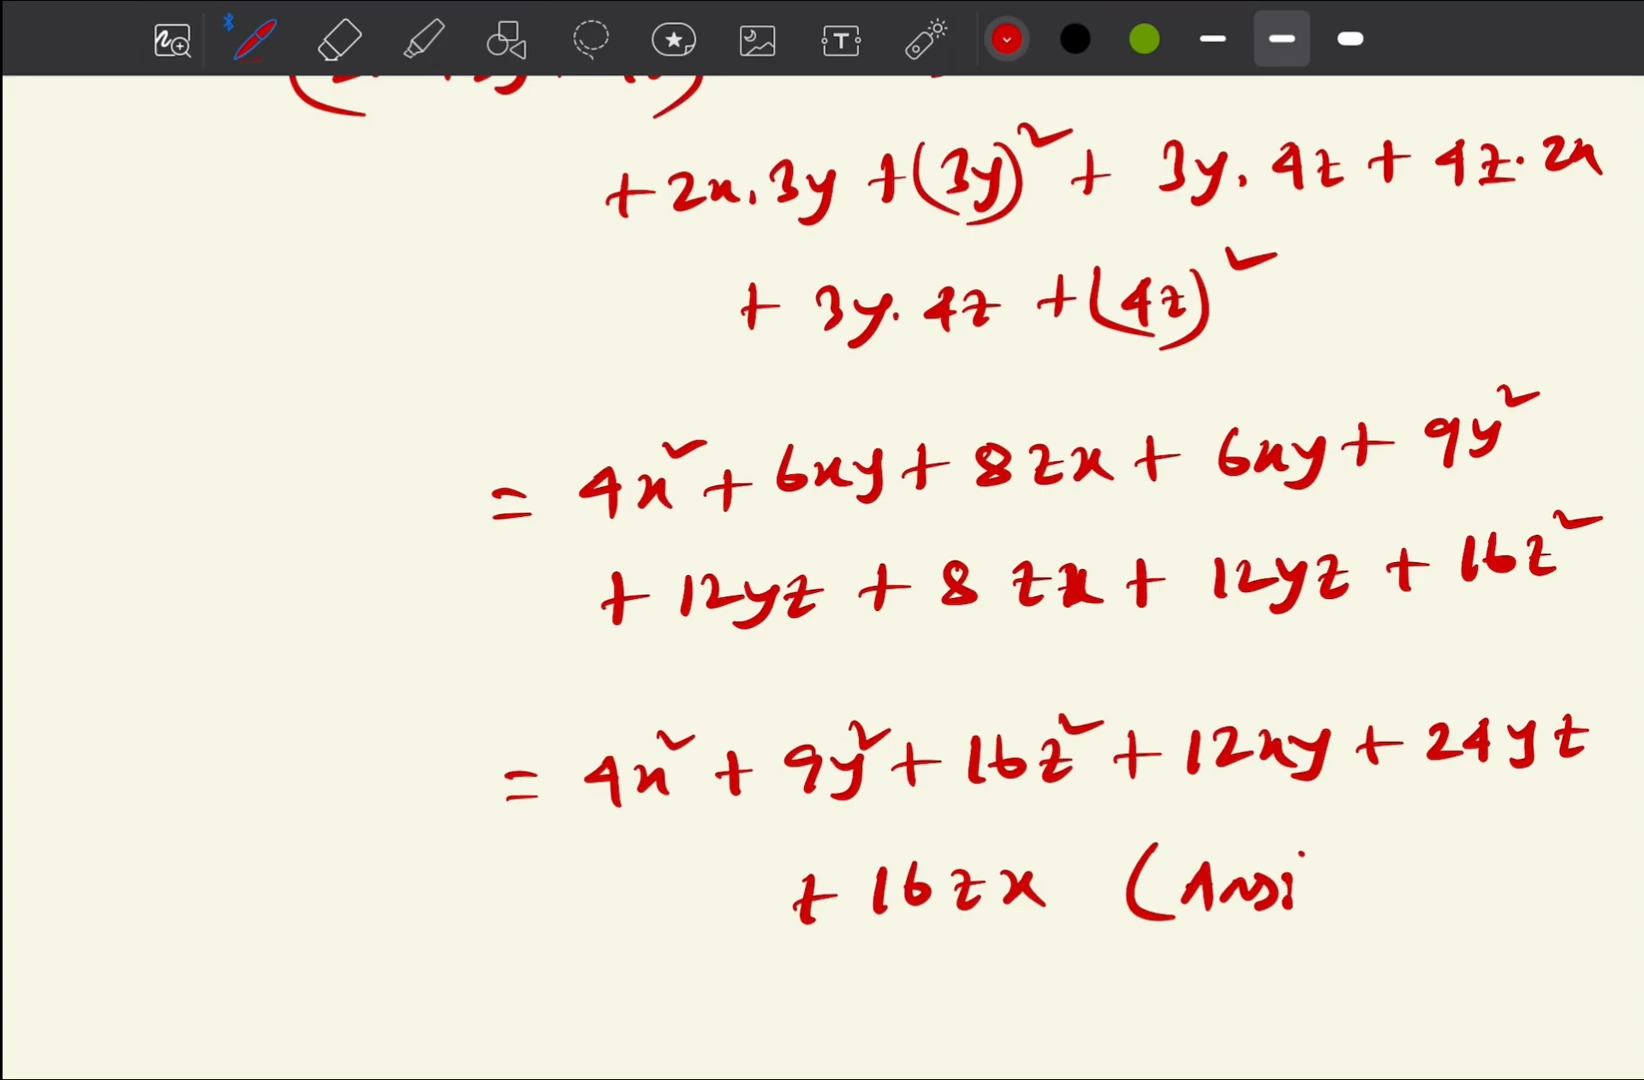 + 2x . 3y + (3y)² + 3y . 4z + 4z . 2x
+ 3y . 4z + (4z)²
= 4x² + 6xy + 8zx + 6xy + 9y²
+ 12yz + 8zx + 12yz + 16z²
= 4x² + 9y² + 16z² + 12xy + 24yz
+ 16zx (Ans